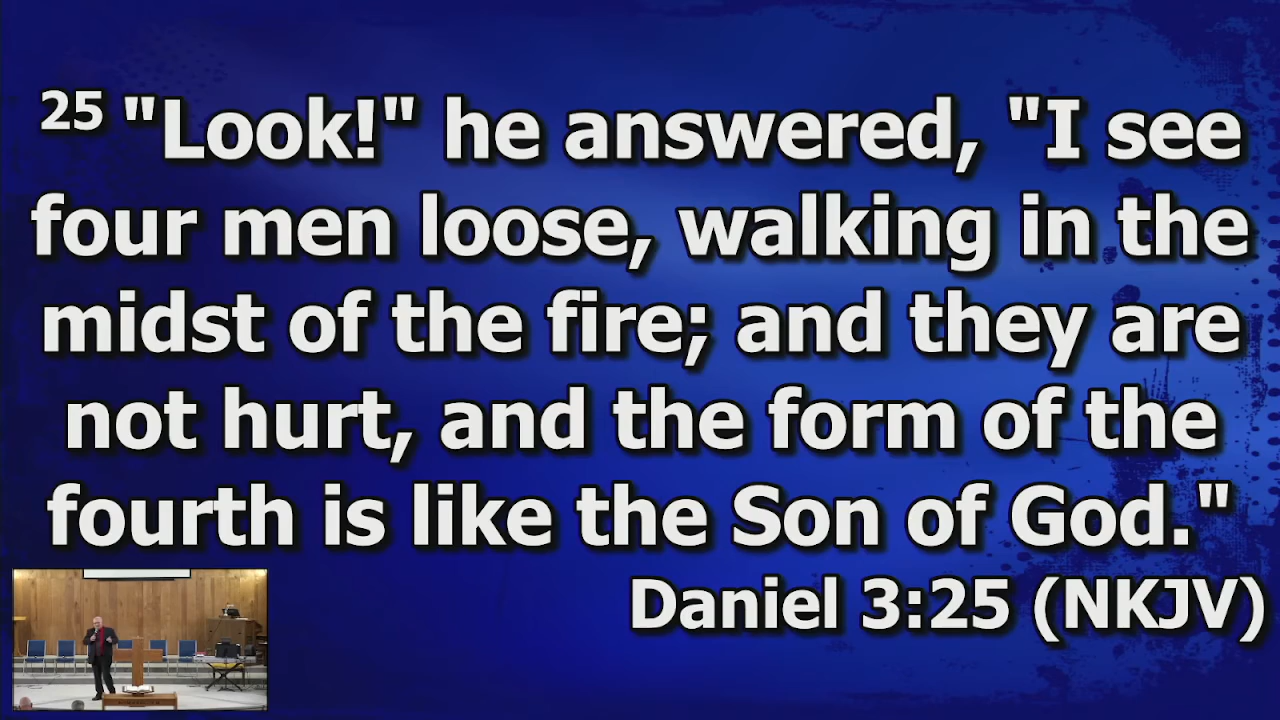 25 "Look!" he answered, "I see
four men loose, walking in the
midst of the fire; and they are
not hurt, and the form of the
fourth is like the Son of God."
Daniel 3:25 (NKJV)